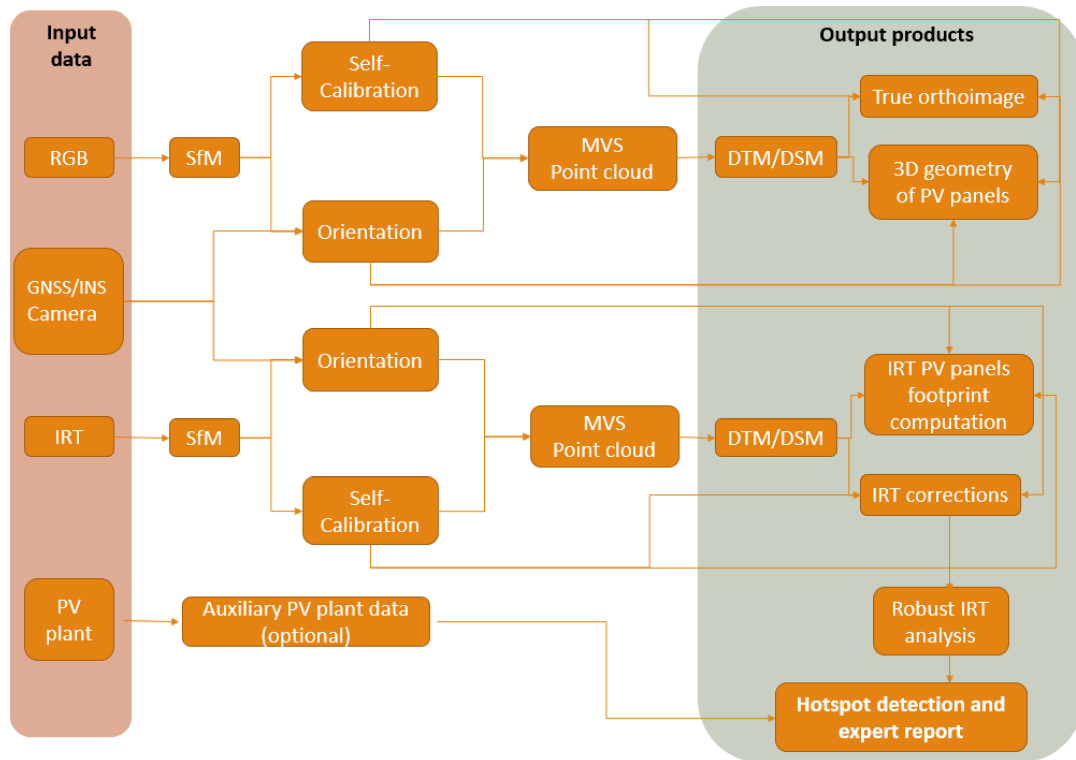 Input
data
Output products
Self-
Calibration
True orthoimage
RGB
SfM
MVS
Point cloud
DTM/DSM
3D geometry
of PV panels
Orientation
GNSS/INS
Camera
Orientation
IRT PV panels
footprint
computation
IRT
SfM
MVS
Point cloud
DTM/DSM
Self-
Calibration
IRT corrections
PV
plant
Auxiliary PV plant data
(optional)
Robust IRT
analysis
Hotspot detection and
expert report